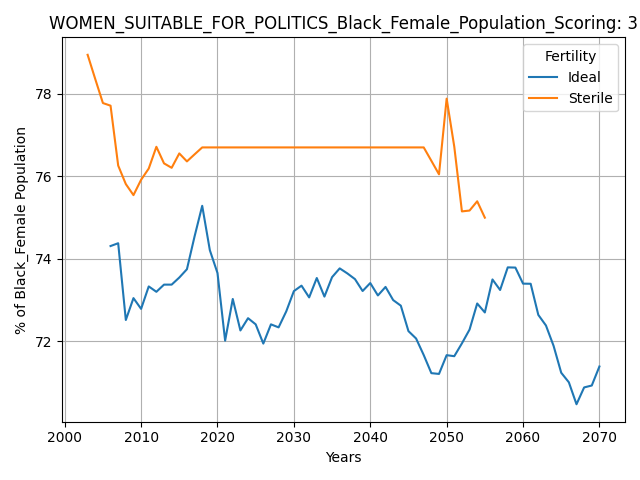 WOMEN_SUITABLE_FOR_POLITICS_Black_Female_Population_Scoring: 3
Fertility
Ideal
Sterile
% of Black_Female Population
78
76
74
72
2000 2010 2020 2030 2040 2050 2060 2070
Years